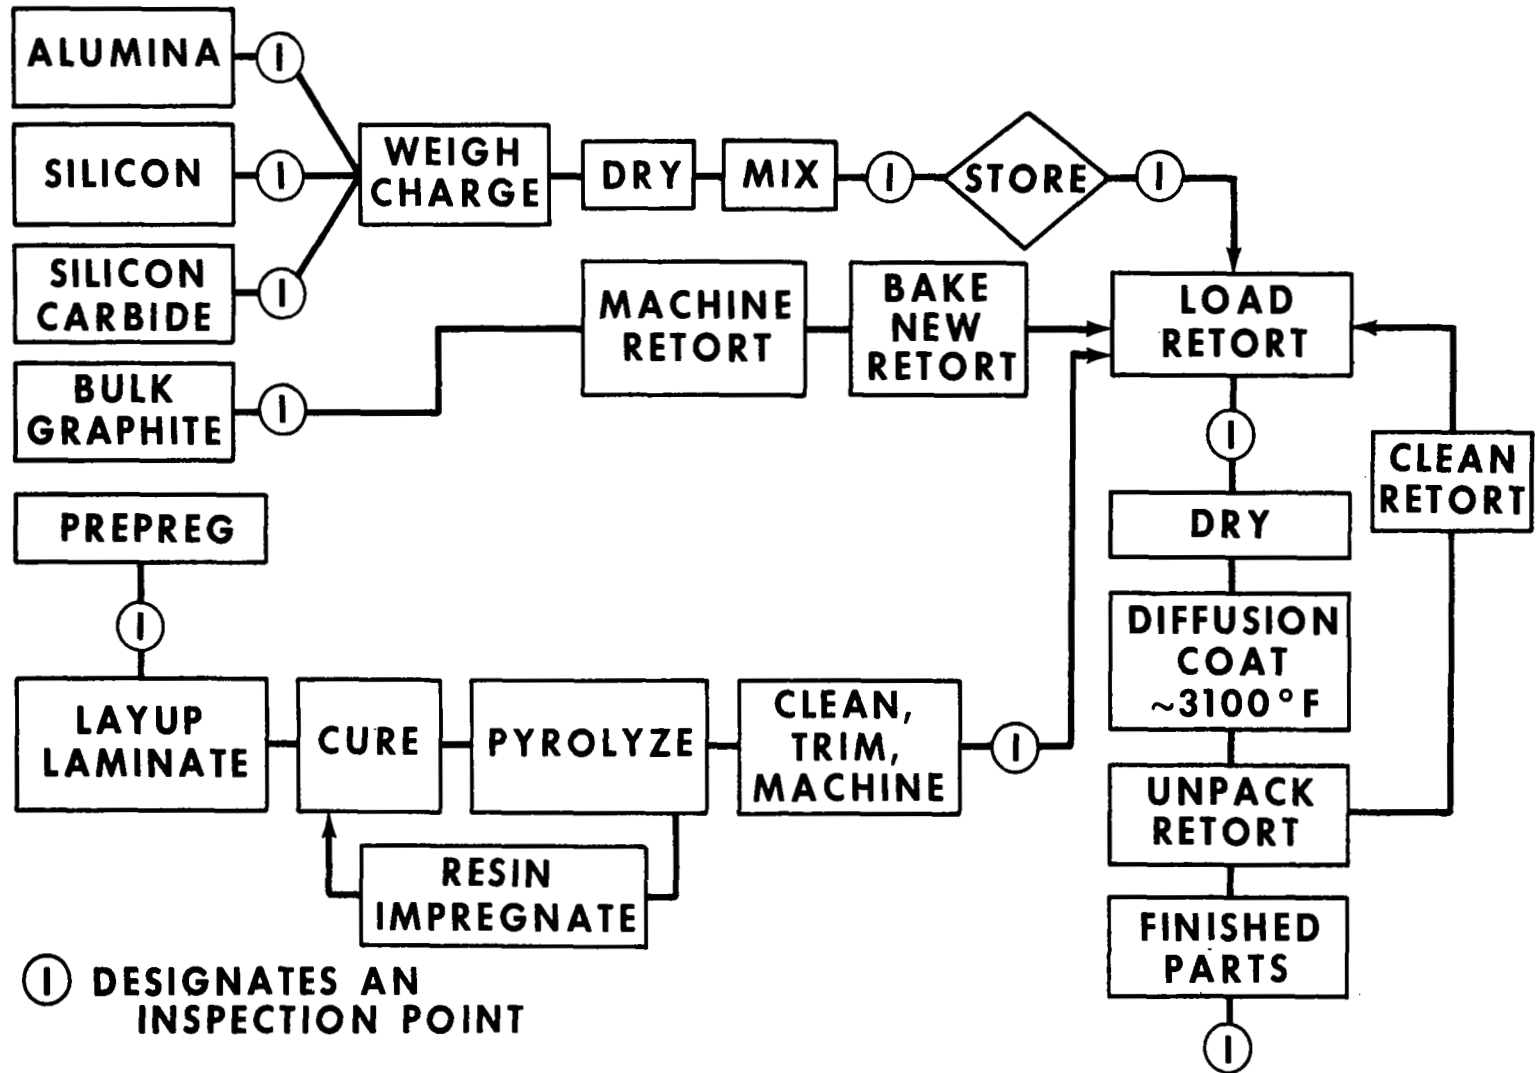 ALUMINA
I
SILICON
I
SILICON
CARBIDE
I
WEIGH
CHARGE
DRY
MIX
I
STORE
I
BULK
GRAPHITE
I
MACHINE
RETORT
BAKE
NEW
RETORT
LOAD
RETORT
I
CLEAN
RETORT
PREPREG
I
LAYUP
LAMINATE
CURE
PYROLYZE
CLEAN,
TRIM,
MACHINE
I
RESIN
IMPREGNATE
DRY
DIFFUSION
COAT
~3100°F
UNPACK
RETORT
FINISHED
PARTS
I
I DESIGNATES AN
INSPECTION POINT